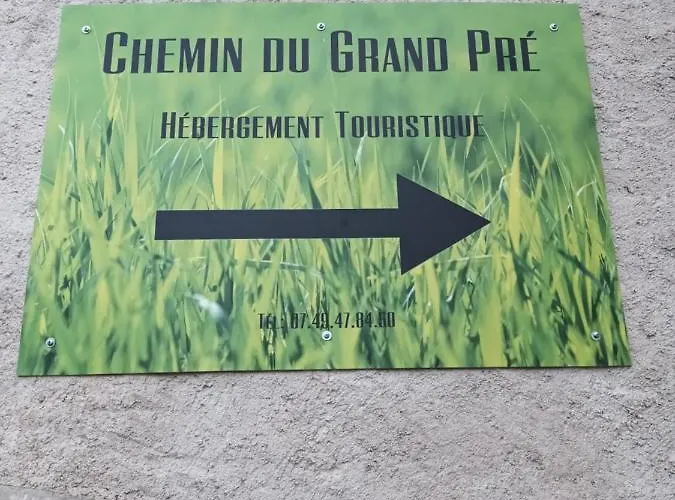 Chemin du Grand Pré
Hébergement Touristique
Tél: 07.49.47.84.60